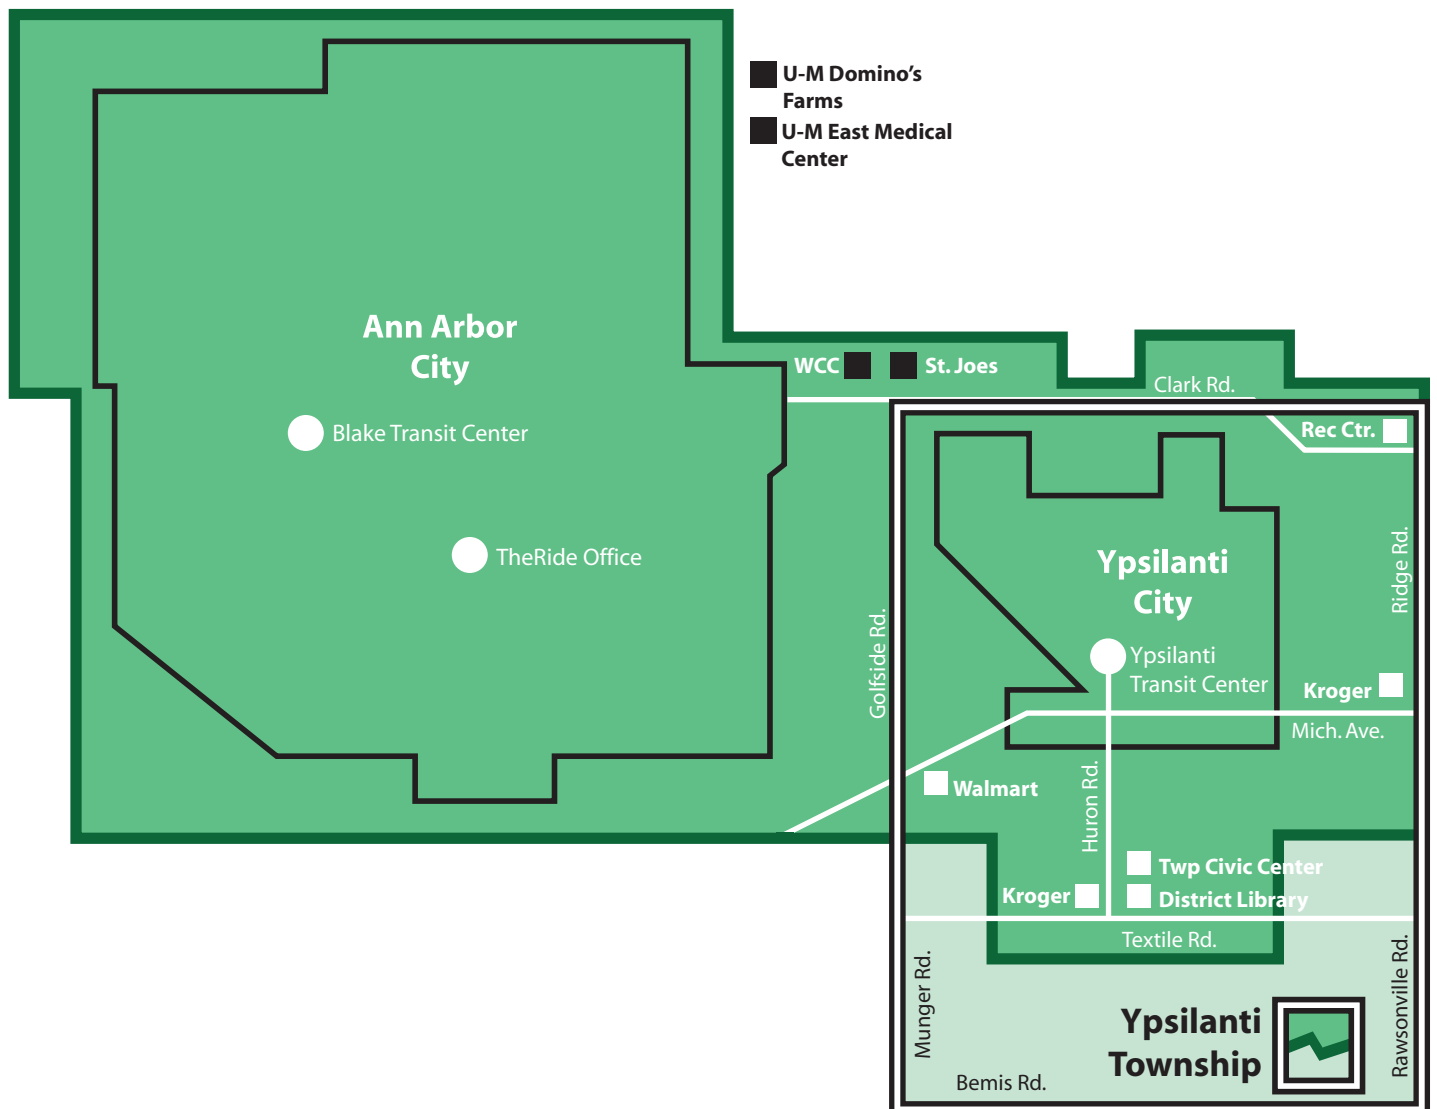 U-M Domino’s
Farms
U-M East Medical
Center
Ann Arbor
City
WCC
St. Joes
Clark Rd.
Rec Ctr.
Blake Transit Center
TheRide Office
Ypsilanti
City
Ridge Rd.
Golfside Rd.
Ypsilanti
Transit Center
Kroger
Mich. Ave.
Walmart
Huron Rd.
Twp Civic Center
Kroger
District Library
Textile Rd.
Munger Rd.
Rawsonville Rd.
Ypsilanti
Township
Bemis Rd.